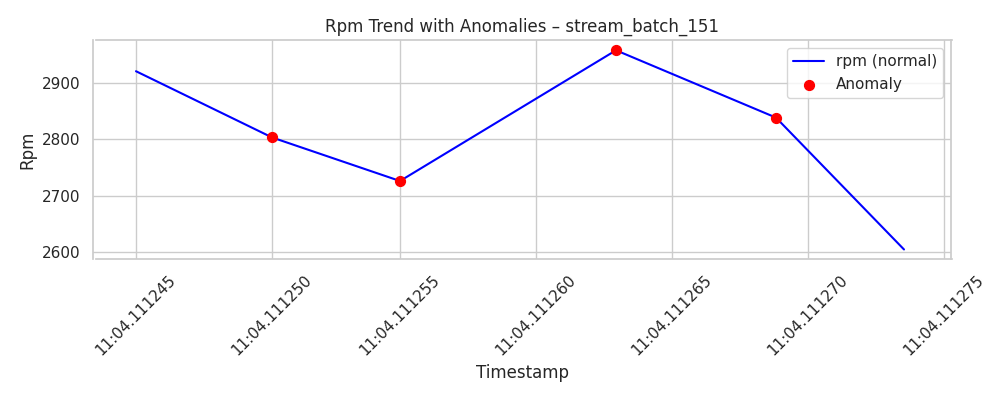 Rpm Trend with Anomalies – stream_batch_151
rpm (normal)
Anomaly
Rpm
2900
2800
2700
2600
11:04.111245
11:04.111250
11:04.111255
11:04.111260
11:04.111265
11:04.111270
11:04.111275
Timestamp